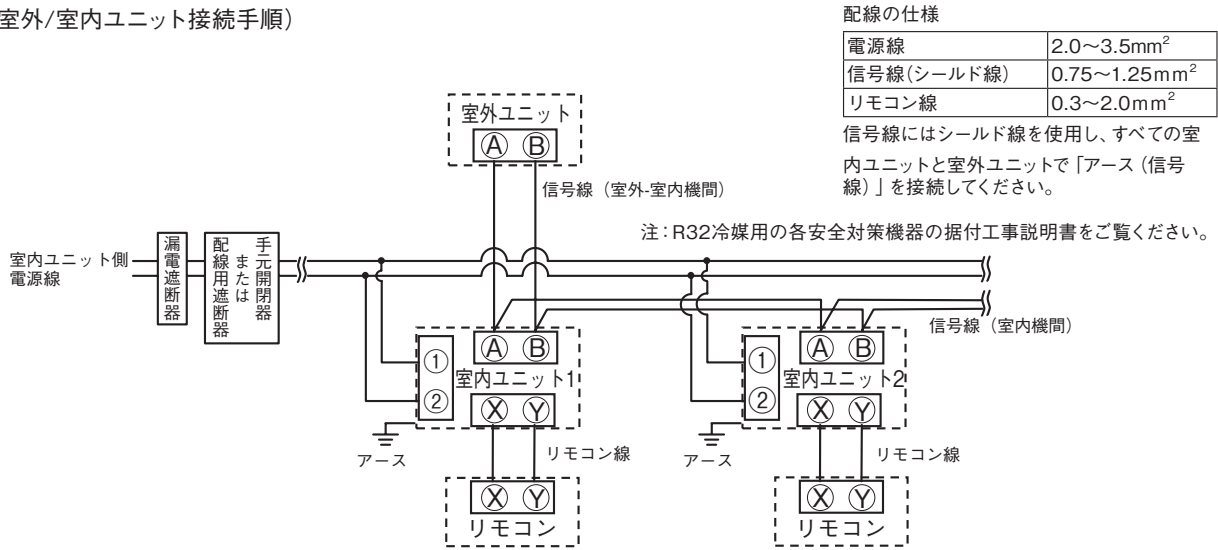 室外/室内ユニット接続手順)
配線の仕様
電源線 2.0～3.5mm²
信号線(シールド線) 0.75～1.25mm²
リモコン線 0.3～2.0mm²
信号線にはシールド線を使用し、すべての室
内ユニットと室外ユニットで「アース(信号
線)」を接続してください。
注:R32冷媒用の各安全対策機器の据付工事説明書をご覧ください。
室外ユニット
A B
信号線(室外-室内機間)
室内ユニット側
電源線
漏電遮断器
手元開閉器
または
配線用遮断器
信号線(室内機間)
① ②
A B
室内ユニット1
X Y
アース
リモコン線
X Y
リモコン
① ②
A B
室内ユニット2
X Y
アース
リモコン線
X Y
リモコン